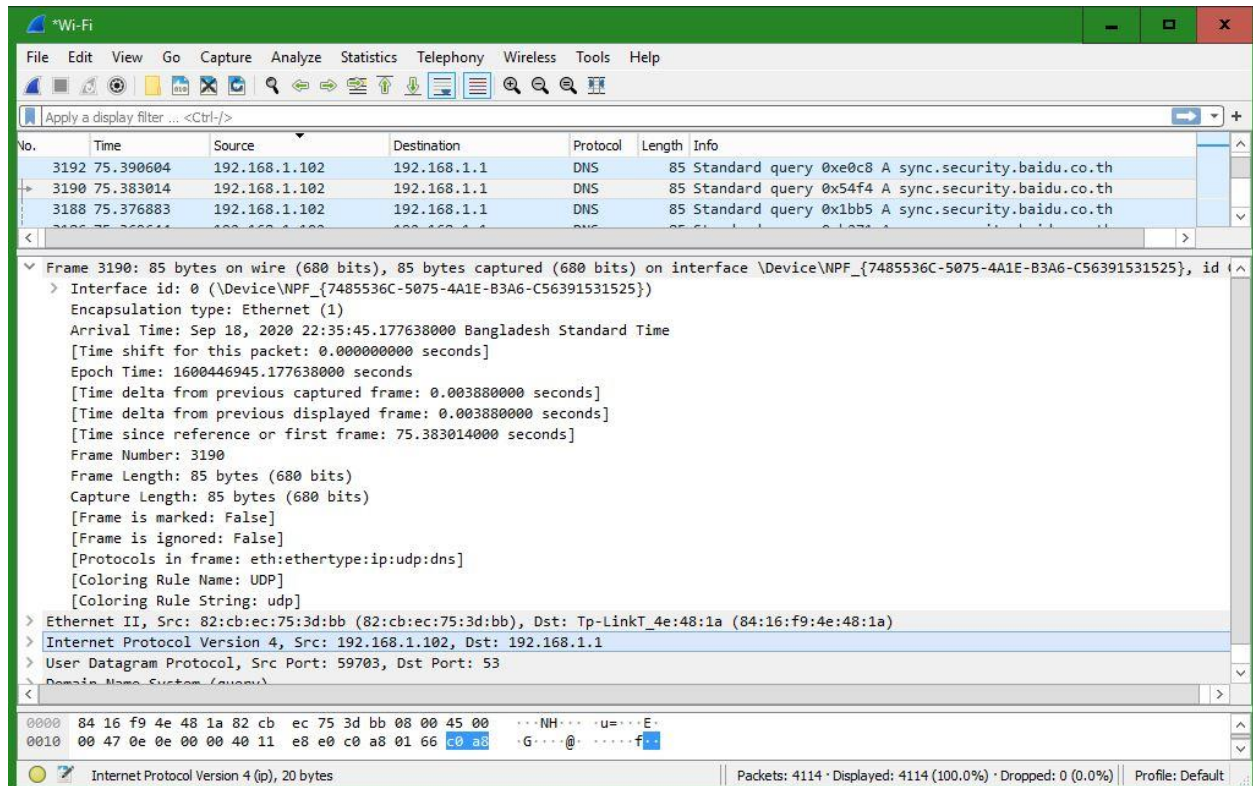 *Wi-Fi
File Edit View Go Capture Analyze Statistics Telephony Wireless Tools Help
Apply a display filter ... <Ctrl-/>
No. Time Source Destination Protocol Length Info
3192 75.390604 192.168.1.102 192.168.1.1 DNS 85 Standard query 0xe0c8 A sync.security.baidu.co.th
3190 75.383014 192.168.1.102 192.168.1.1 DNS 85 Standard query 0x54f4 A sync.security.baidu.co.th
3188 75.376883 192.168.1.102 192.168.1.1 DNS 85 Standard query 0x1bb5 A sync.security.baidu.co.th
Frame 3190: 85 bytes on wire (680 bits), 85 bytes captured (680 bits) on interface \Device\NPF_{7485536C-5075-4A1E-B3A6-C56391531525}, id
Interface id: 0 (\Device\NPF_{7485536C-5075-4A1E-B3A6-C56391531525})
Encapsulation type: Ethernet (1)
Arrival Time: Sep 18, 2020 22:35:45.177638000 Bangladesh Standard Time
[Time shift for this packet: 0.000000000 seconds]
Epoch Time: 1600446945.177638000 seconds
[Time delta from previous captured frame: 0.003880000 seconds]
[Time delta from previous displayed frame: 0.003880000 seconds]
[Time since reference or first frame: 75.383014000 seconds]
Frame Number: 3190
Frame Length: 85 bytes (680 bits)
Capture Length: 85 bytes (680 bits)
[Frame is marked: False]
[Frame is ignored: False]
[Protocols in frame: eth:ethertype:ip:udp:dns]
[Coloring Rule Name: UDP]
[Coloring Rule String: udp]
Ethernet II, Src: 82:cb:ec:75:3d:bb (82:cb:ec:75:3d:bb), Dst: Tp-LinkT_4e:48:1a (84:16:f9:4e:48:1a)
Internet Protocol Version 4, Src: 192.168.1.102, Dst: 192.168.1.1
User Datagram Protocol, Src Port: 59703, Dst Port: 53
Domain Name System (query)
0000 84 16 f9 4e 48 1a 82 cb ec 75 3d bb 08 00 45 00 ···NH··· ·u=···E·
0010 00 47 0e 0e 00 00 40 11 e8 e0 c0 a8 01 66 c0 a8 ·G····@· ·····f··
Internet Protocol Version 4 (ip), 20 bytes Packets: 4114 · Displayed: 4114 (100.0%) · Dropped: 0 (0.0%) Profile: Default